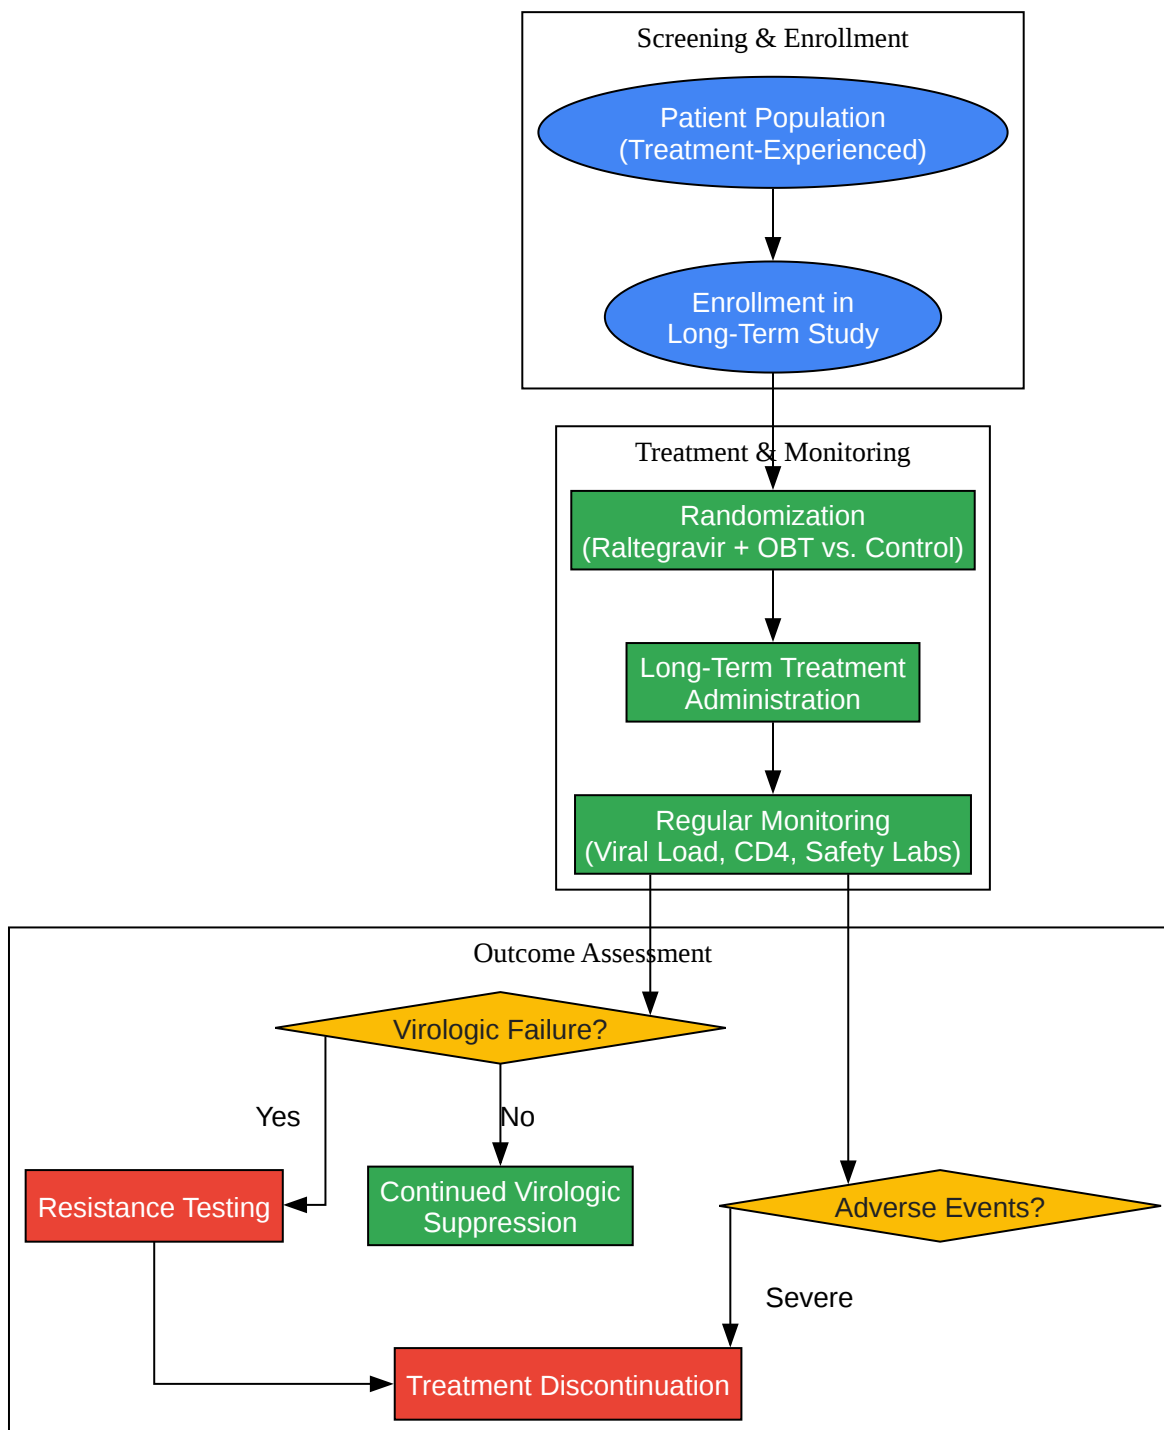 Screening & Enrollment
Patient Population
(Treatment-Experienced)
Enrollment in
Long-Term Study
Treatment & Monitoring
Randomization
(Raltegravir + OBT vs. Control)
Long-Term Treatment
Administration
Regular Monitoring
(Viral Load, CD4, Safety Labs)
Outcome Assessment
Virologic Failure?
Yes
No
Resistance Testing
Continued Virologic
Suppression
Adverse Events?
Severe
Treatment Discontinuation